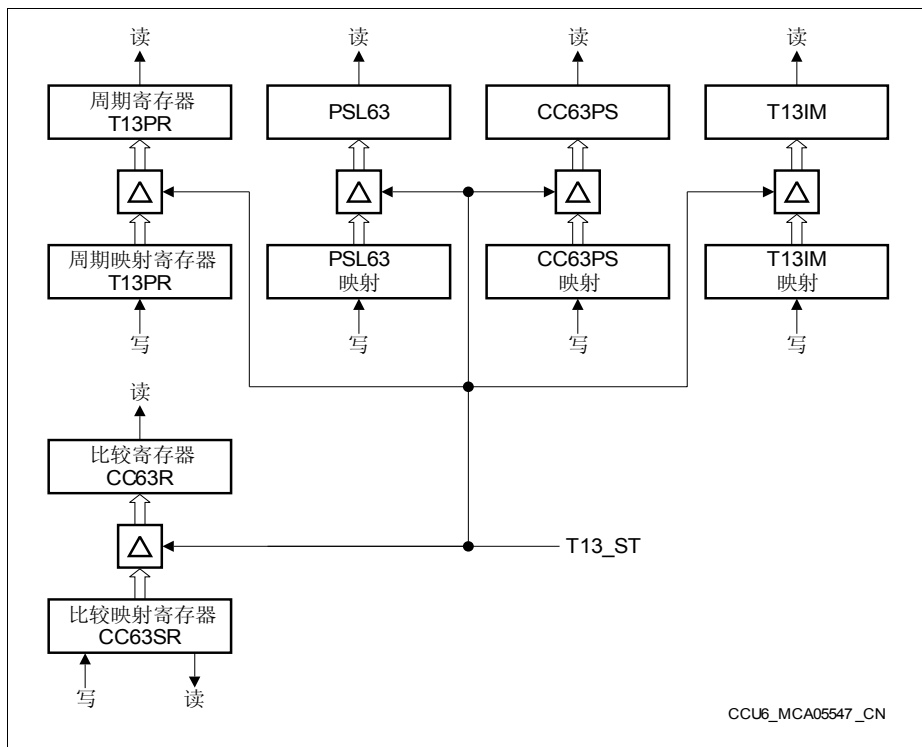 读
读
读
读
周期寄存器
T13PR
PSL63
CC63PS
T13IM
周期映射寄存器
T13PR
PSL63
映射
CC63PS
映射
T13IM
映射
写
写
写
写
读
比较寄存器
CC63R
T13_ST
比较映射寄存器
CC63SR
写
读
CCU6_MCA05547_CN